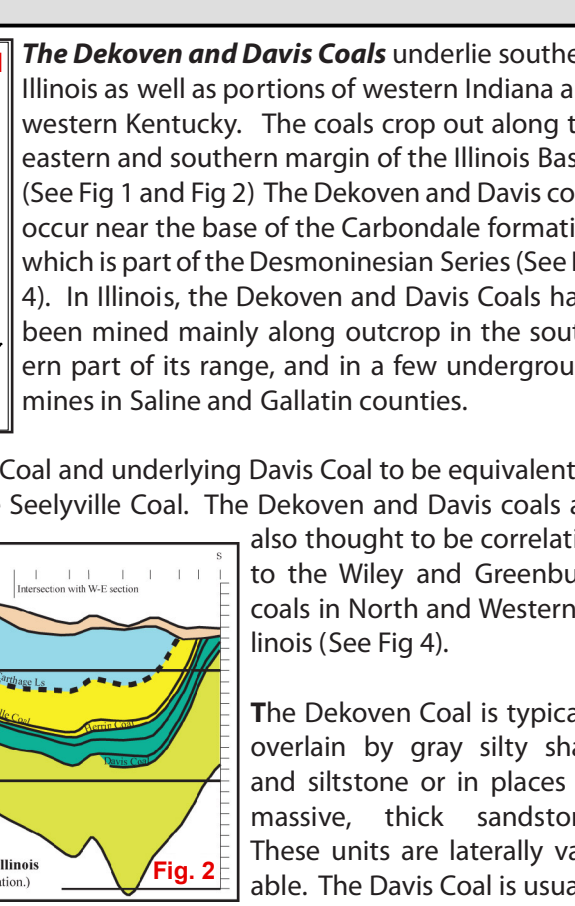 The Dekoven and Davis Coals underlie southe
Illinois as well as portions of western Indiana a
western Kentucky. The coals crop out along t
eastern and southern margin of the Illinois Bas
(See Fig 1 and Fig 2) The Dekoven and Davis co
occur near the base of the Carbondale formati
which is part of the Desmoninesian Series (See
4). In Illinois, the Dekoven and Davis Coals ha
been mined mainly along outcrop in the sout
ern part of its range, and in a few undergrou
mines in Saline and Gallatin counties.
Coal and underlying Davis Coal to be equivalent
Seelyville Coal. The Dekoven and Davis coals a
also thought to be correlati
to the Wiley and Greenbu
coals in North and Western
linois (See Fig 4).
The Dekoven Coal is typica
overlain by gray silty sha
and siltstone or in places
massive, thick sandstor
These units are laterally va
able. The Davis Coal is usua
S
Intersection with W-E section
arthage Ls
lle Coal
Herrin Coal
Davis Coal
llinois
tion.)
Fig. 2